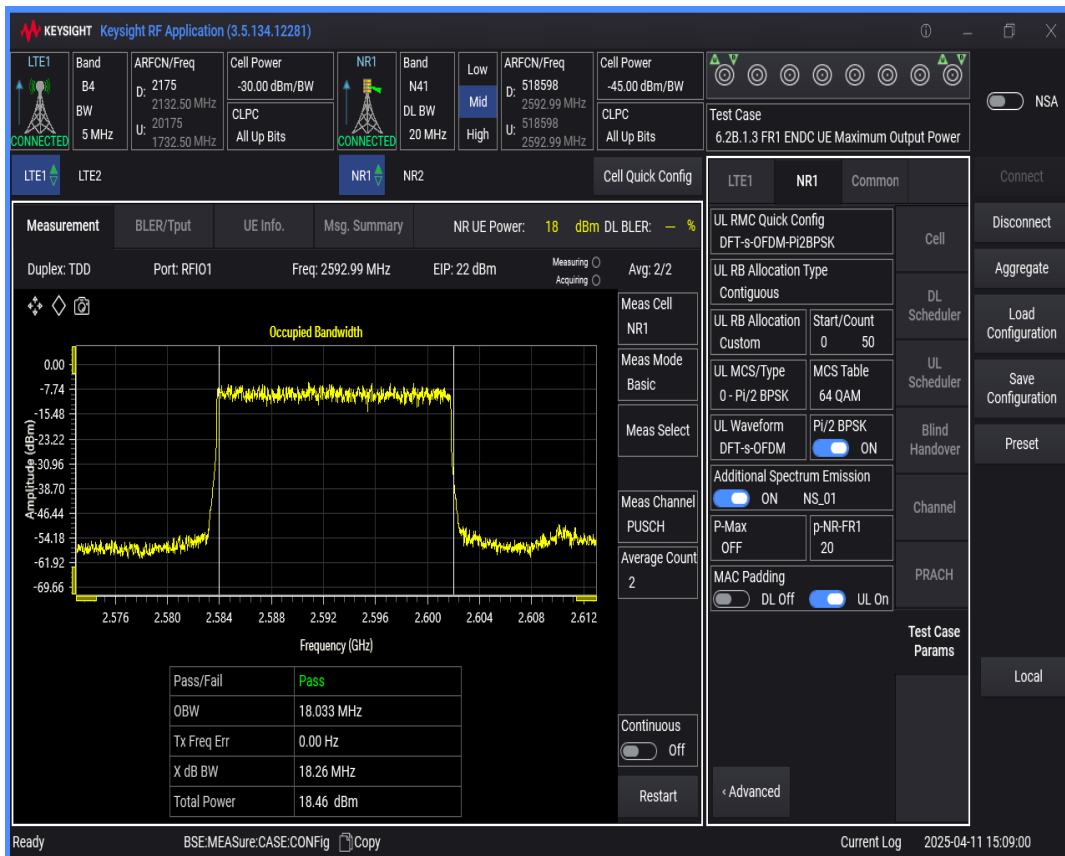 KEYSIGHT Keysight RF Application (3.5.134.12281)
LTE1
CONNECTED
Band
B4
BW
5 MHz
ARFCN/Freq
D: 2175
2132.50 MHz
U: 20175
1732.50 MHz
Cell Power
-30.00 dBm/BW
CLPC
All Up Bits
NR1
CONNECTED
Band
N41
DL BW
20 MHz
Low
Mid
High
ARFCN/Freq
D: 518598
2592.99 MHz
U: 518598
2592.99 MHz
Cell Power
-45.00 dBm/BW
CLPC
All Up Bits
Test Case
6.2B.1.3 FR1 ENDC UE Maximum Output Power
NSA
LTE1 LTE2 NR1 NR2 Cell Quick Config
Measurement BLER/Tput UE Info. Msg. Summary NR UE Power: 18 dBm DL BLER: — %
Duplex: TDD Port: RFIO1 Freq: 2592.99 MHz EIP: 22 dBm Measuring Acquiring Avg: 2/2
Occupied Bandwidth
Amplitude (dBm)
0.00
-7.74
-15.48
-23.22
-30.96
-38.70
-46.44
-54.18
-61.92
-69.66
2.576 2.580 2.584 2.588 2.592 2.596 2.600 2.604 2.608 2.612
Frequency (GHz)
Pass/Fail Pass
OBW 18.033 MHz
Tx Freq Err 0.00 Hz
X dB BW 18.26 MHz
Total Power 18.46 dBm
Meas Cell
NR1
Meas Mode
Basic
Meas Select
Meas Channel
PUSCH
Average Count
2
Continuous
Off
Restart
LTE1 NR1 Common
UL RMC Quick Config
DFT-s-OFDM-Pi2BPSK
UL RB Allocation Type
Contiguous
UL RB Allocation
Custom
Start/Count
0 50
UL MCS/Type
0 - Pi/2 BPSK
MCS Table
64 QAM
UL Waveform
DFT-s-OFDM
Pi/2 BPSK
ON
Additional Spectrum Emission
ON NS_01
P-Max
OFF
p-NR-FR1
20
MAC Padding
DL Off UL On
‹ Advanced
Cell
DL
Scheduler
UL
Scheduler
Blind
Handover
Channel
PRACH
Test Case
Params
Connect
Disconnect
Aggregate
Load
Configuration
Save
Configuration
Preset
Local
Ready BSE:MEASure:CASE:CONFig Copy Current Log 2025-04-11 15:09:00